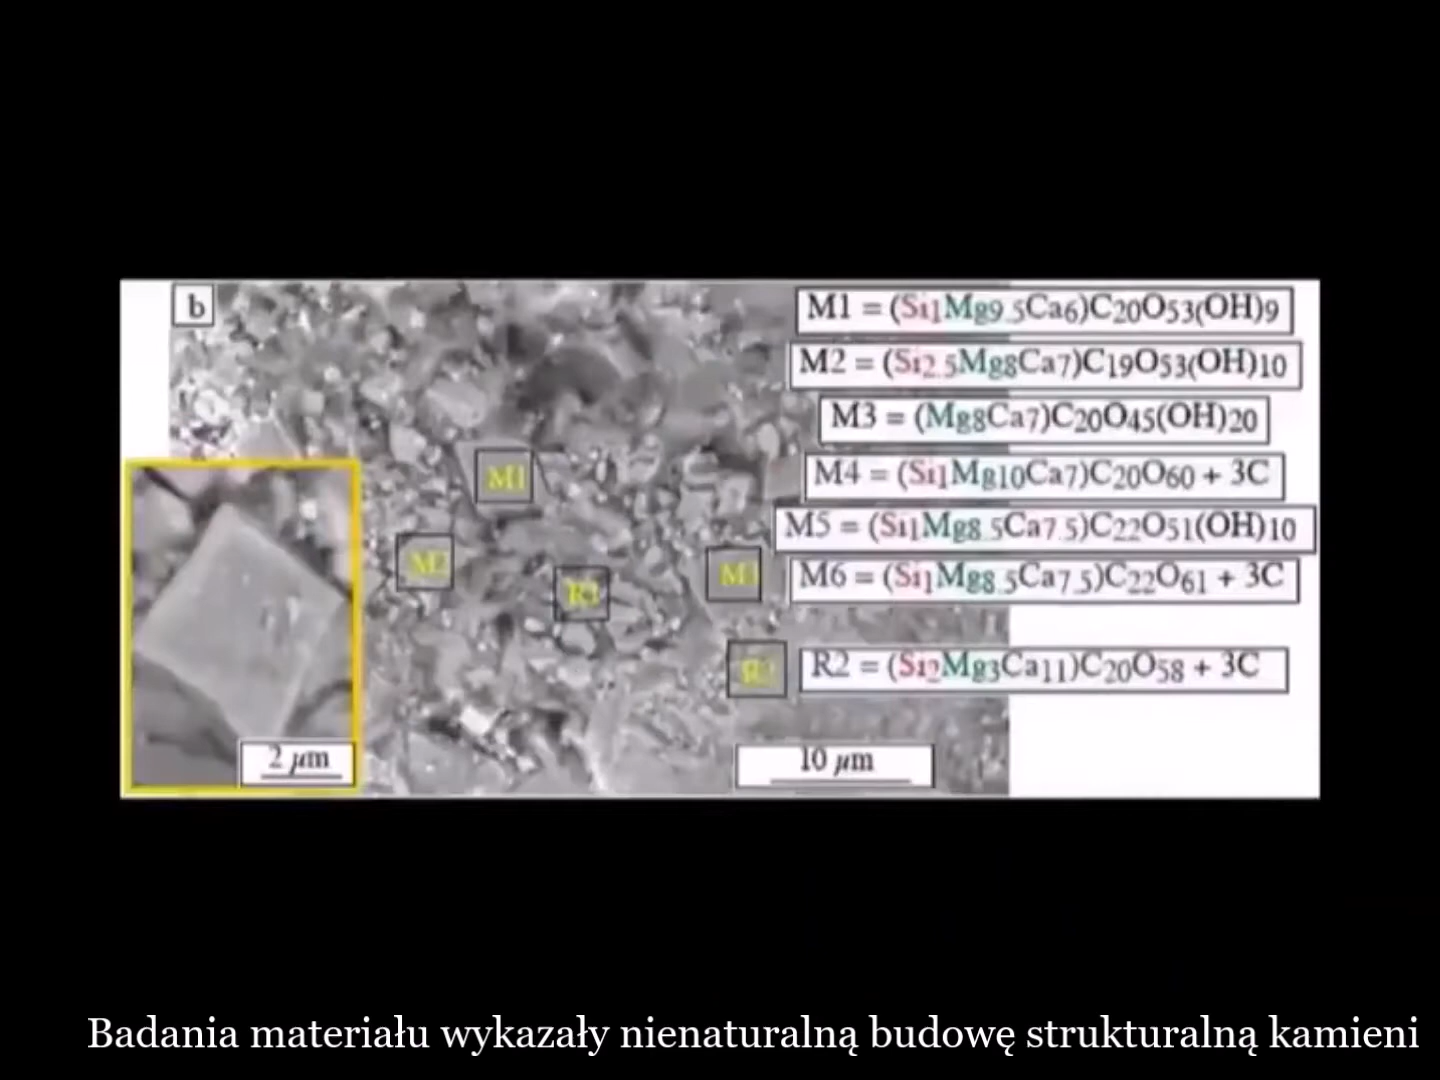 b
M1 = (Si1Mg9.5Ca6)C20O53(OH)9
M2 = (Si2.5Mg8Ca7)C19O53(OH)10
M3 = (Mg8Ca7)C20O45(OH)20
M4 = (Si1Mg10Ca7)C20O60 + 3C
M5 = (Si1Mg8.5Ca7.5)C22O51(OH)10
M6 = (Si1Mg8.5Ca7.5)C22O61 + 3C
R2 = (Si2Mg3Ca11)C20O58 + 3C
M1
M2
R1
M3
R2
2 µm
10 µm
Badania materiału wykazały nienaturalną budowę strukturalną kamieni